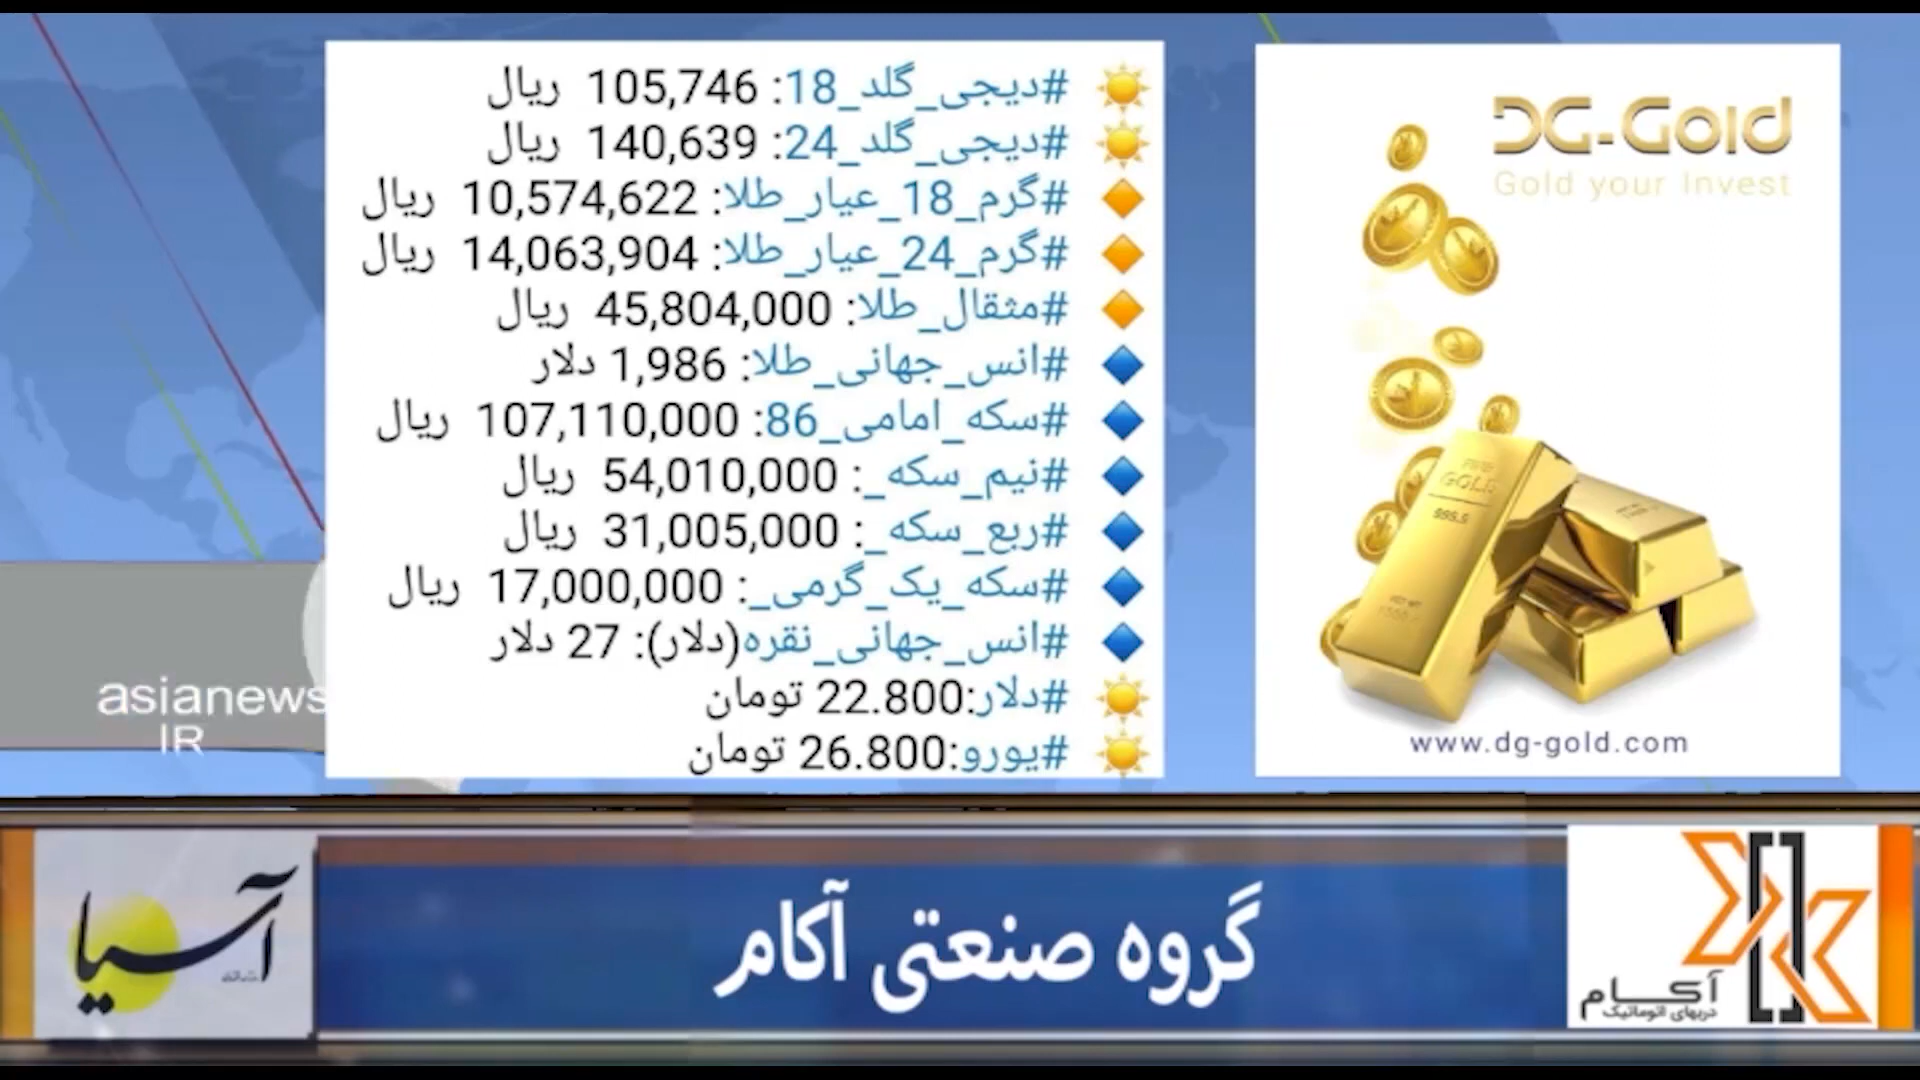 #دیجی_گلد_18: 105,746 ریال
#دیجی_گلد_24: 140,639 ریال
#گرم_18_عیار_طلا: 10,574,622 ریال
#گرم_24_عیار_طلا: 14,063,904 ریال
#مثقال_طلا: 45,804,000 ریال
#انس_جهانی_طلا: 1,986 دلار
#سکه_امامی_86: 107,110,000 ریال
#نیم_سکه_: 54,010,000 ریال
#ربع_سکه_: 31,005,000 ریال
#سکه_یک_گرمی_: 17,000,000 ریال
#انس_جهانی_نقره(دلار): 27 دلار
#دلار:22.800 تومان
#یورو:26.800 تومان
DG-Gold
Gold your Invest
GOLD
999.5
www.dg-gold.com
asianews
IR
گروه صنعتی آکام
آکام
دربهای اتوماتیک
آسیا